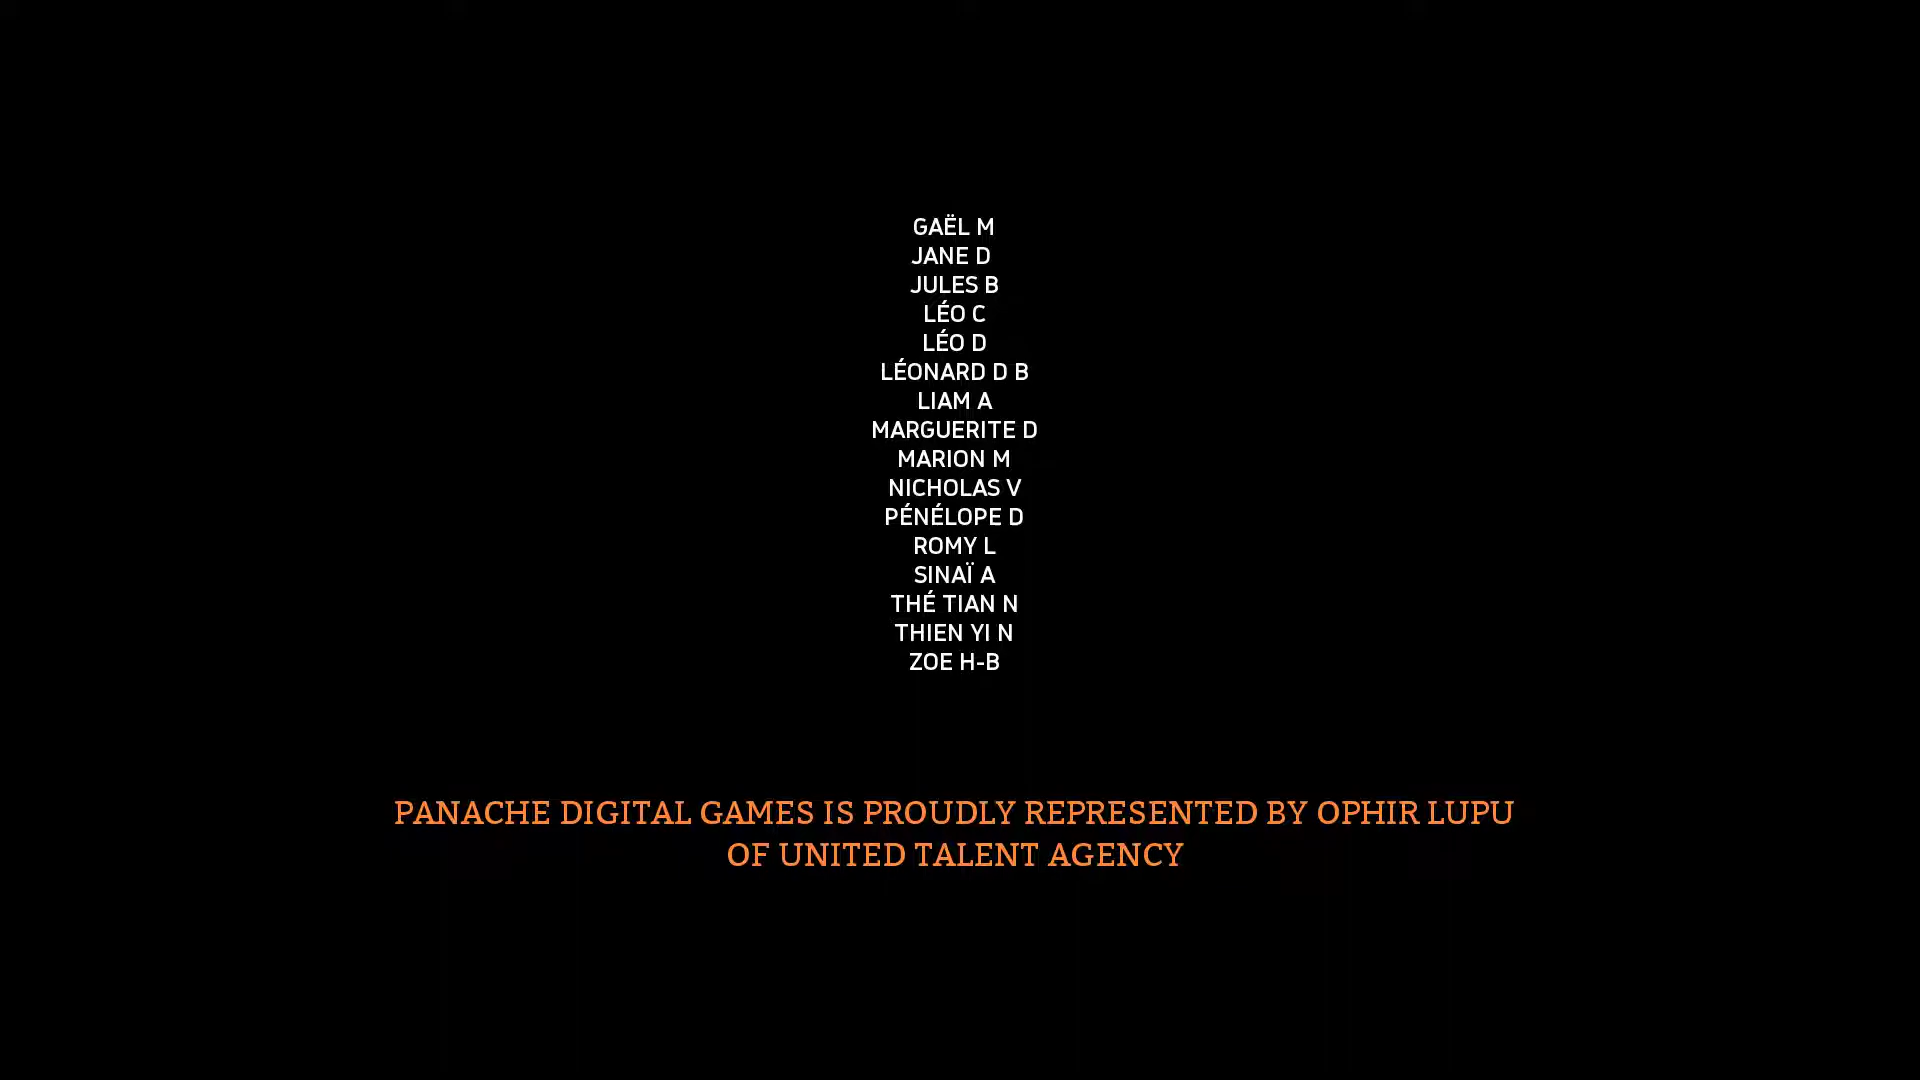 GAËL M
JANE D
JULES B
LÉO C
LÉO D
LÉONARD D B
LIAM A
MARGUERITE D
MARION M
NICHOLAS V
PÉNÉLOPE D
ROMY L
SINAÏ A
THÉ TIAN N
THIEN YI N
ZOE H-B
PANACHE DIGITAL GAMES IS PROUDLY REPRESENTED BY OPHIR LUPU
OF UNITED TALENT AGENCY